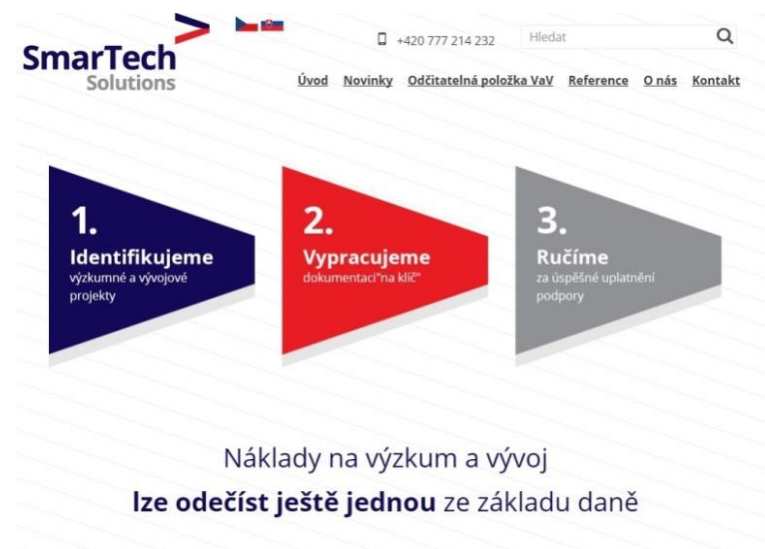 SmarTech
Solutions
+420 777 214 232
Hledat
Úvod Novinky Odčitatelná položka VaV Reference O nás Kontakt
1.
Identifikujeme
výzkumné a vývojové
projekty
2.
Vypracujeme
dokumentaci"na klíč"
3.
Ručíme
za úspěšné uplatnění
podpory
Náklady na výzkum a vývoj
lze odečíst ještě jednou ze základu daně